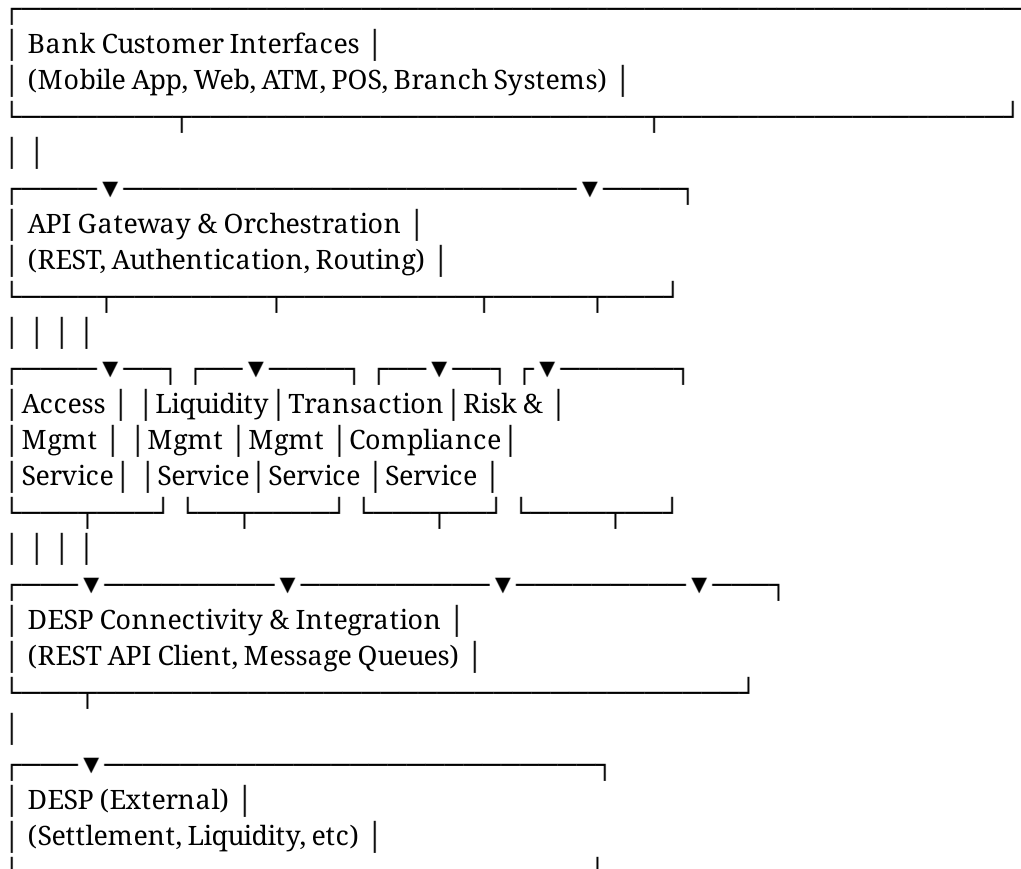 Bank Customer Interfaces
(Mobile App, Web, ATM, POS, Branch Systems)
API Gateway & Orchestration
(REST, Authentication, Routing)
Access Liquidity Transaction Risk &
Mgmt Mgmt Mgmt Compliance
Service Service Service Service
DESP Connectivity & Integration
(REST API Client, Message Queues)
DESP (External)
(Settlement, Liquidity, etc)